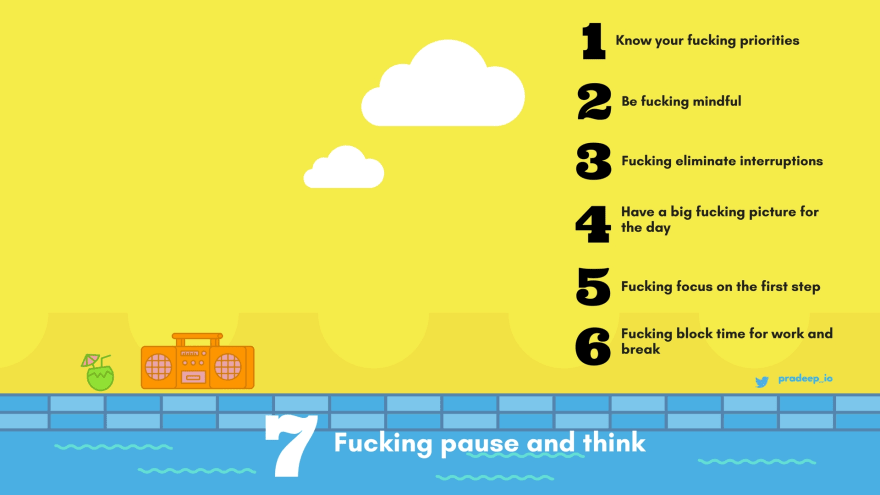 1 Know your fucking priorities
2 Be fucking mindful
3 Fucking eliminate interruptions
4 Have a big fucking picture for
the day
5 Fucking focus on the first step
6 Fucking block time for work and
break
pradeep_io
7 Fucking pause and think